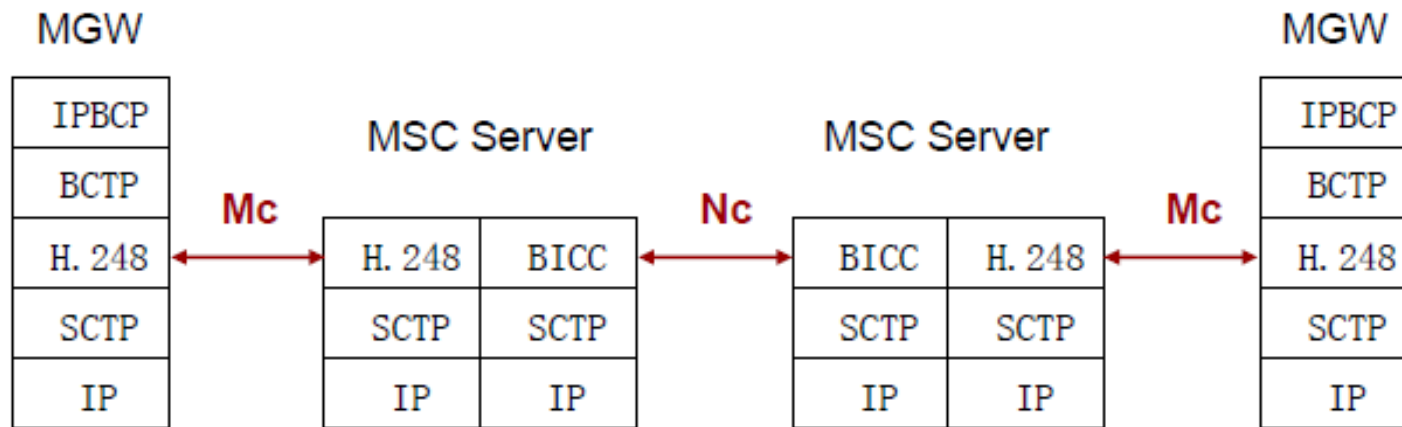 MGW MGW
IPBCP IPBCP
MSC Server MSC Server
BCTP BCTP
Mc Nc Mc
H.248 H.248 BICC BICC H.248 H.248
SCTP SCTP SCTP SCTP SCTP SCTP
IP IP IP IP IP IP